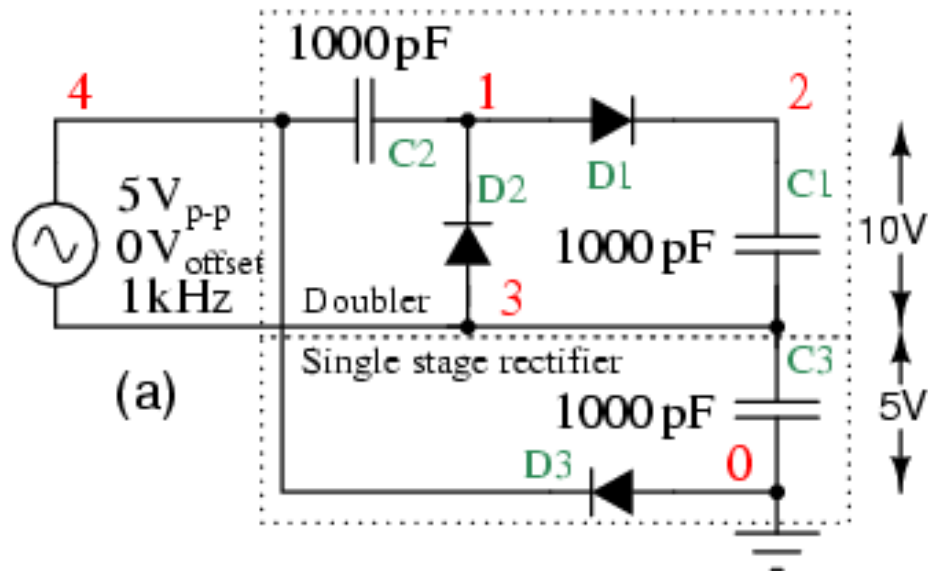 1000pF
4
1
2
C2
D1
D2
C1
5Vp-p
0Voffset
1kHz
1000pF
10V
3
Doubler
Single stage rectifier
C3
(a)
1000pF
5V
D3
0